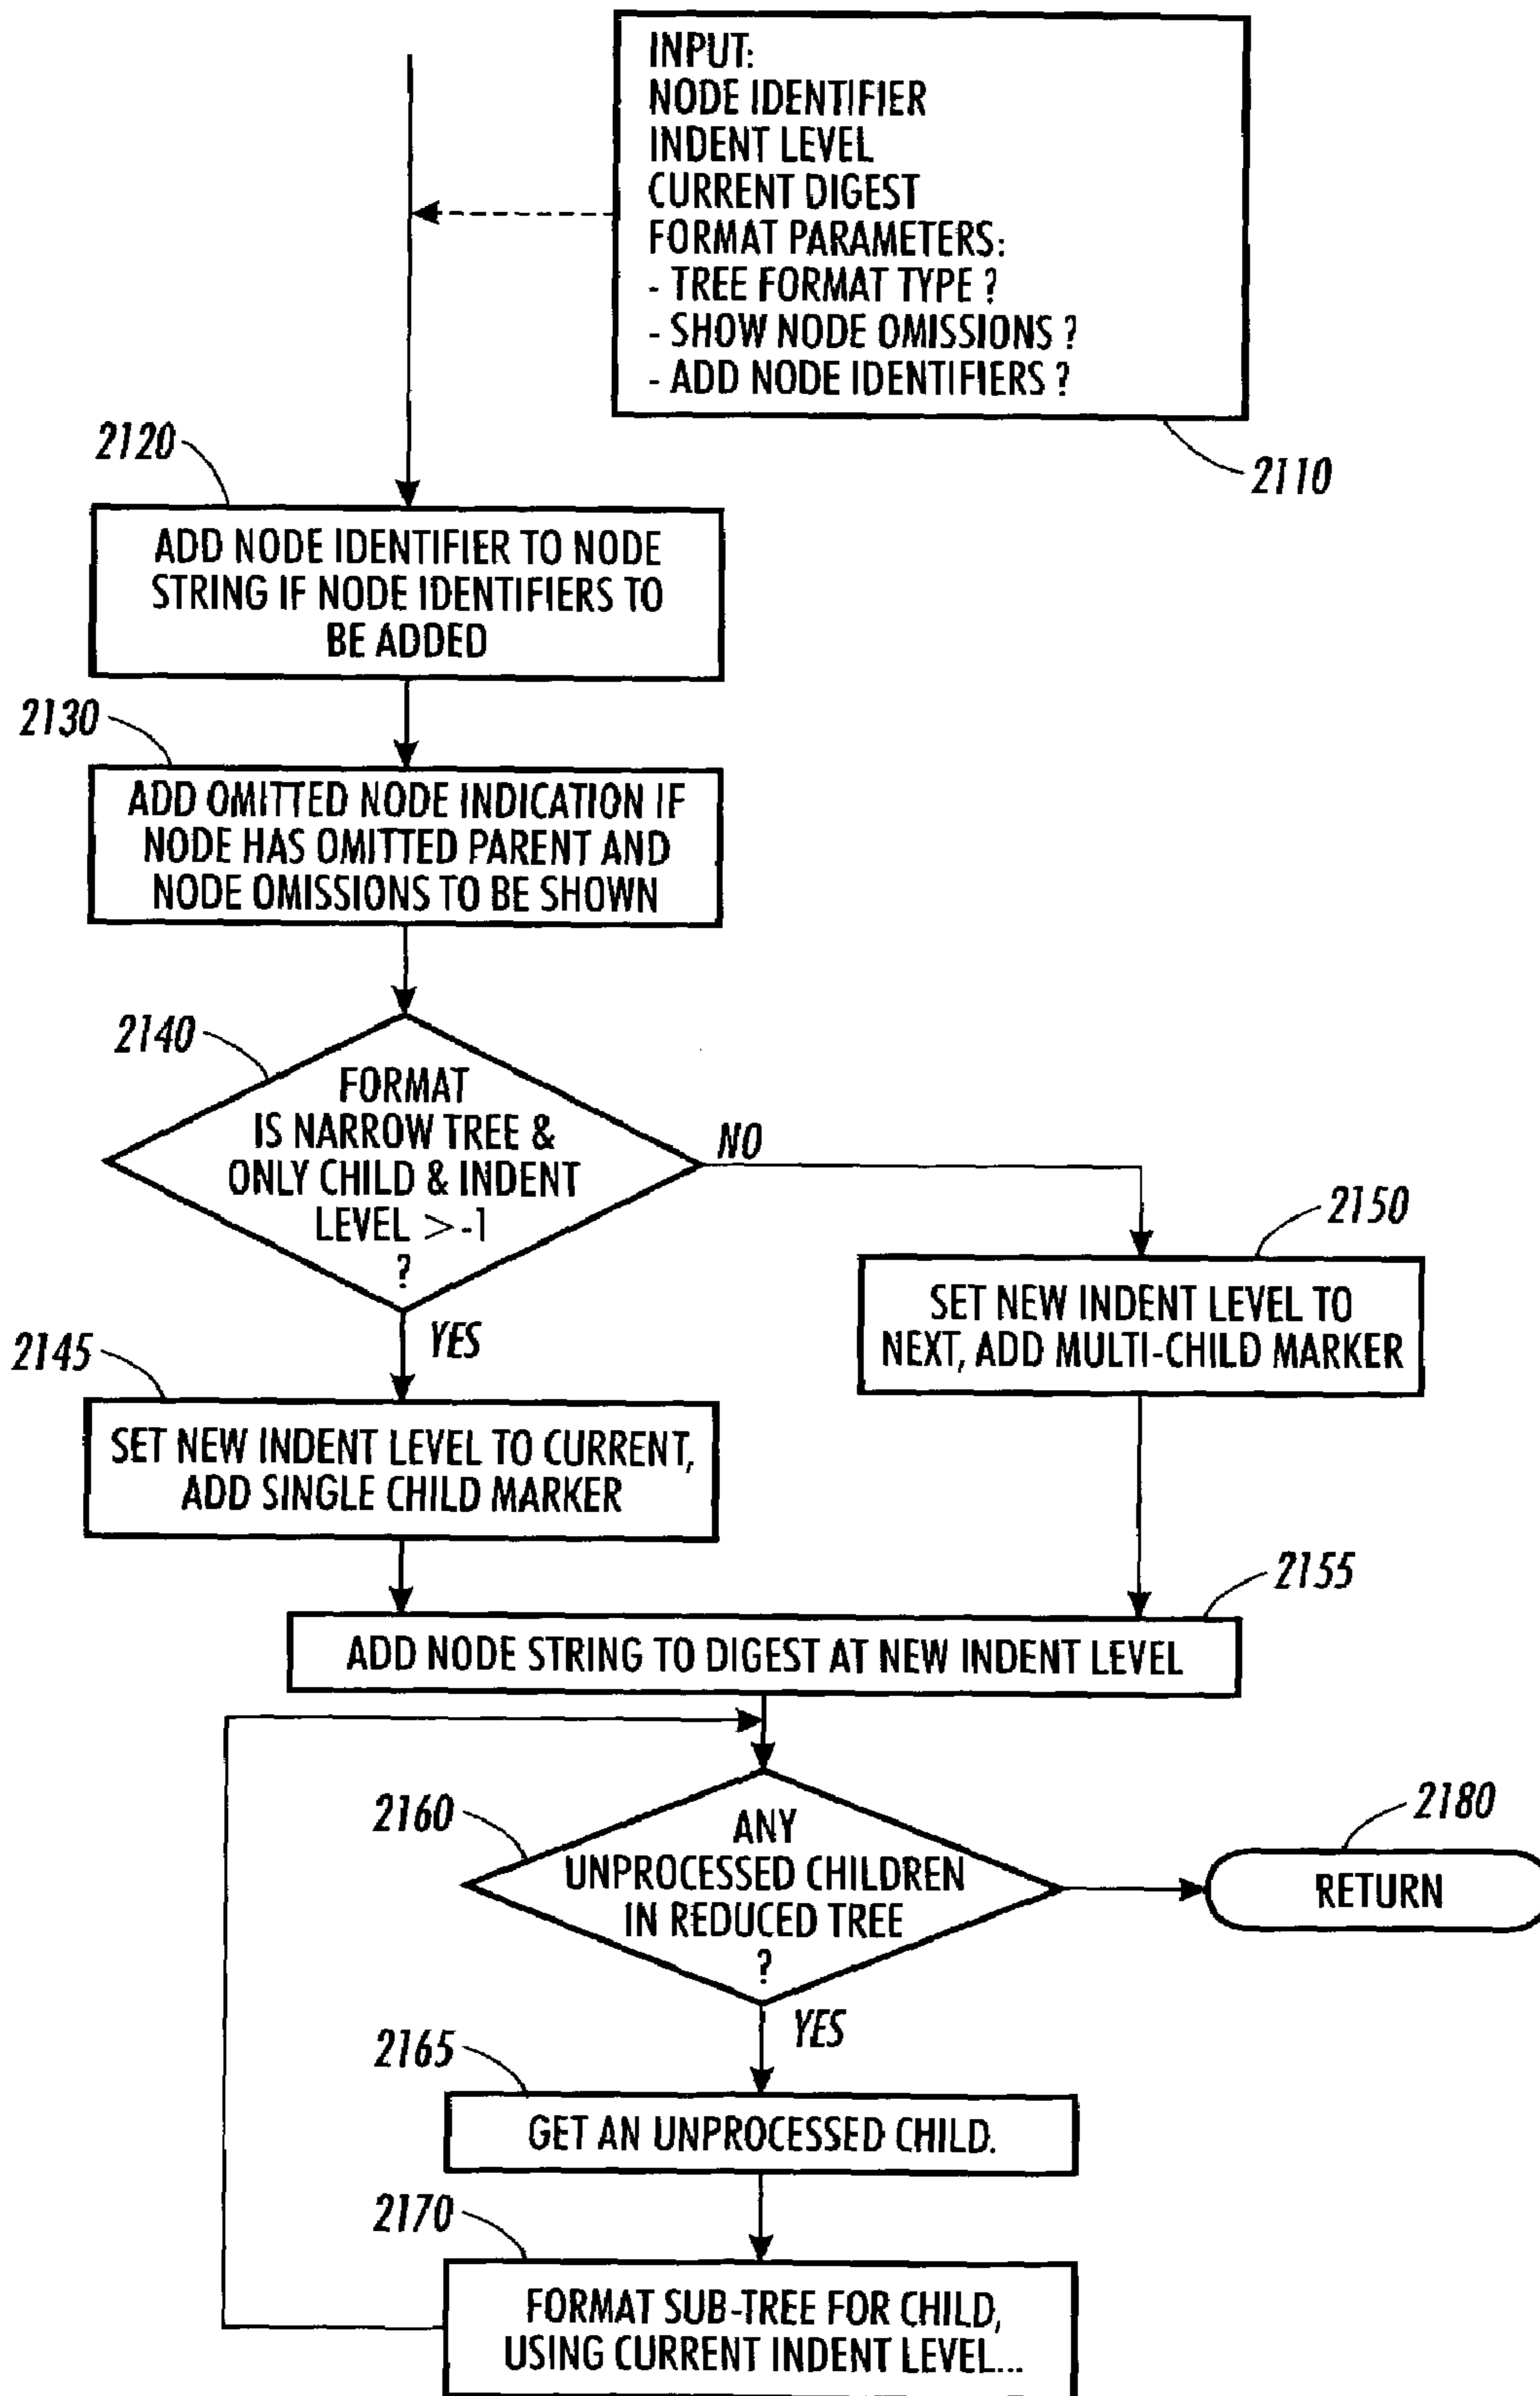 INPUT:
NODE IDENTIFIER
INDENT LEVEL
CURRENT DIGEST
FORMAT PARAMETERS:
- TREE FORMAT TYPE ?
- SHOW NODE OMISSIONS ?
- ADD NODE IDENTIFIERS ?
2110
2120
ADD NODE IDENTIFIER TO NODE
STRING IF NODE IDENTIFIERS TO
BE ADDED
2130
ADD OMITTED NODE INDICATION IF
NODE HAS OMITTED PARENT AND
NODE OMISSIONS TO BE SHOWN
2140
FORMAT
IS NARROW TREE &
ONLY CHILD & INDENT
LEVEL > -1
?
NO
YES
2150
SET NEW INDENT LEVEL TO
NEXT, ADD MULTI-CHILD MARKER
2145
SET NEW INDENT LEVEL TO CURRENT,
ADD SINGLE CHILD MARKER
2155
ADD NODE STRING TO DIGEST AT NEW INDENT LEVEL
2160
ANY
UNPROCESSED CHILDREN
IN REDUCED TREE
?
2180
RETURN
YES
2165
GET AN UNPROCESSED CHILD.
2170
FORMAT SUB-TREE FOR CHILD,
USING CURRENT INDENT LEVEL...